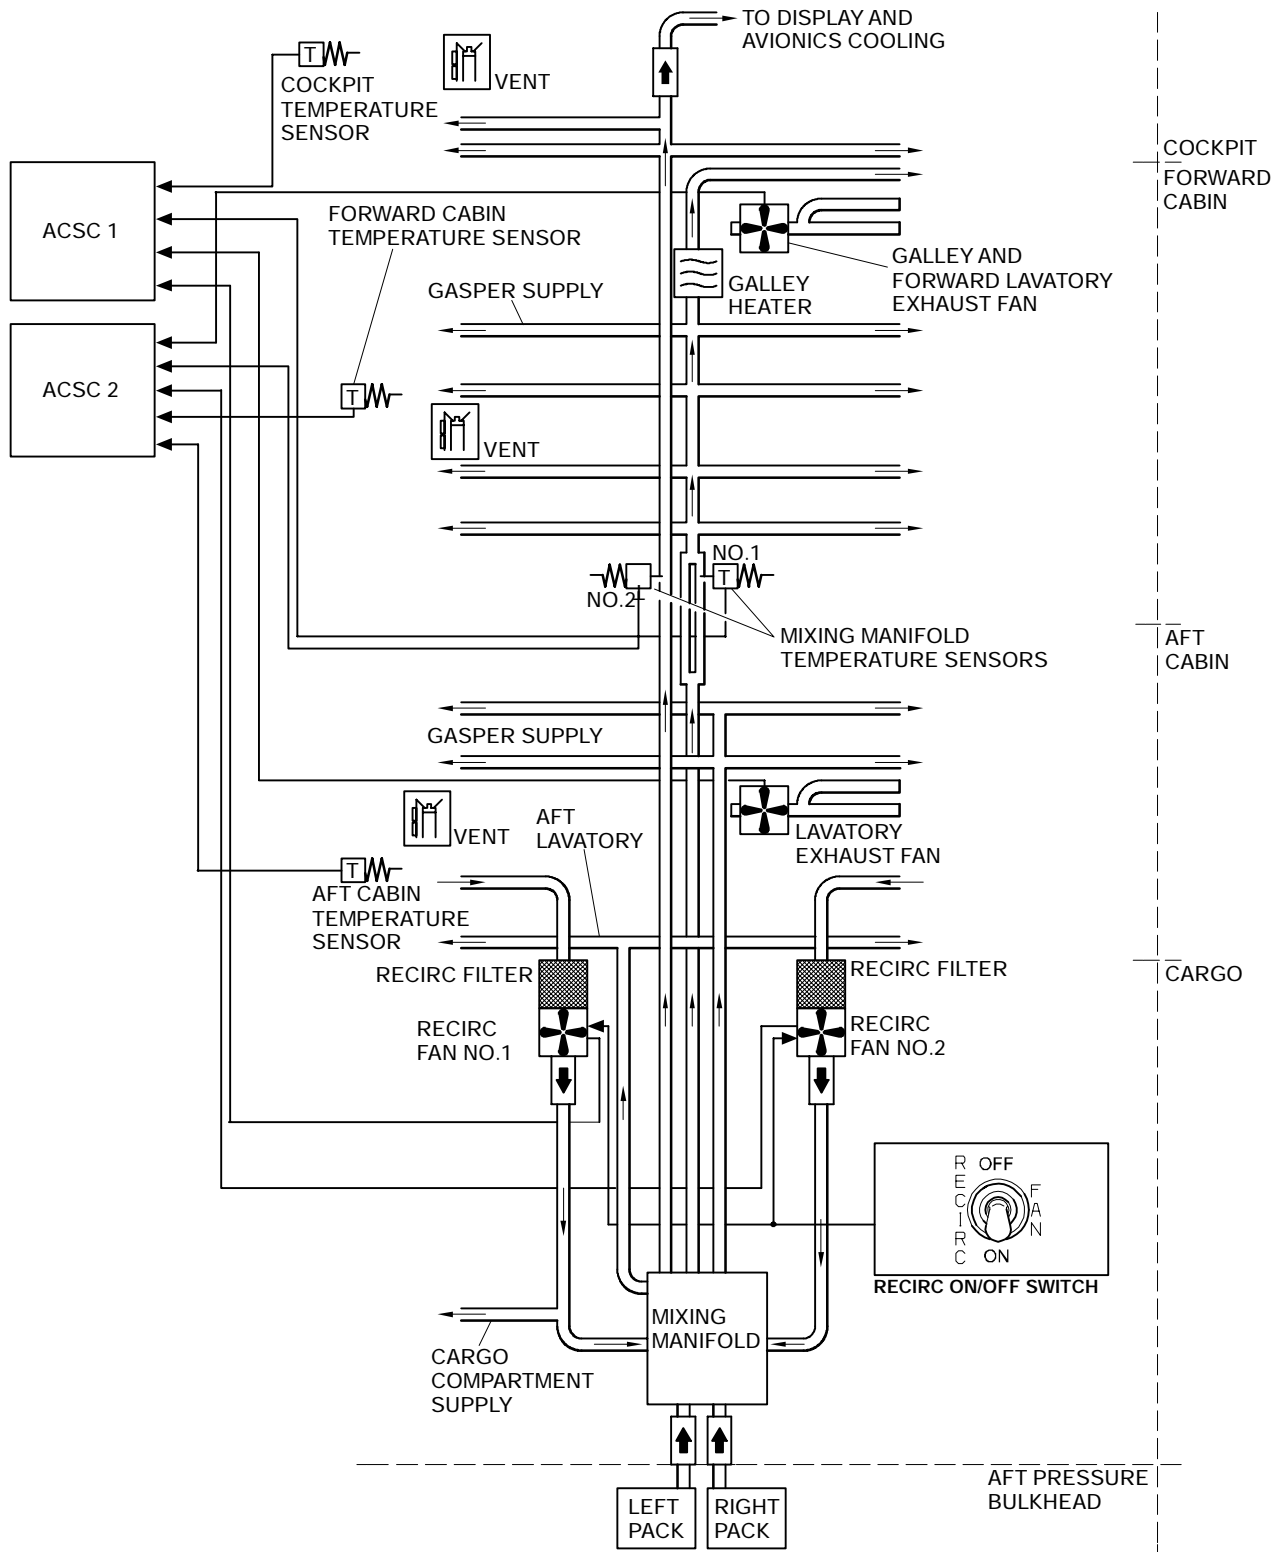 TO DISPLAY AND
AVIONICS COOLING
T
COCKPIT
TEMPERATURE
SENSOR
VENT
COCKPIT
FORWARD
CABIN
ACSC 1
FORWARD CABIN
TEMPERATURE SENSOR
GALLEY AND
FORWARD LAVATORY
EXHAUST FAN
GALLEY
HEATER
GASPER SUPPLY
ACSC 2
T
VENT
NO.1
T
NO.2
T
MIXING MANIFOLD
TEMPERATURE SENSORS
AFT
CABIN
GASPER SUPPLY
VENT
AFT
LAVATORY
LAVATORY
EXHAUST FAN
T
AFT CABIN
TEMPERATURE
SENSOR
RECIRC FILTER
RECIRC FILTER
CARGO
RECIRC
FAN NO.1
RECIRC
FAN NO.2
RECIRC
OFF
FAN
ON
RECIRC ON/OFF SWITCH
MIXING
MANIFOLD
CARGO
COMPARTMENT
SUPPLY
AFT PRESSURE
BULKHEAD
LEFT
PACK
RIGHT
PACK